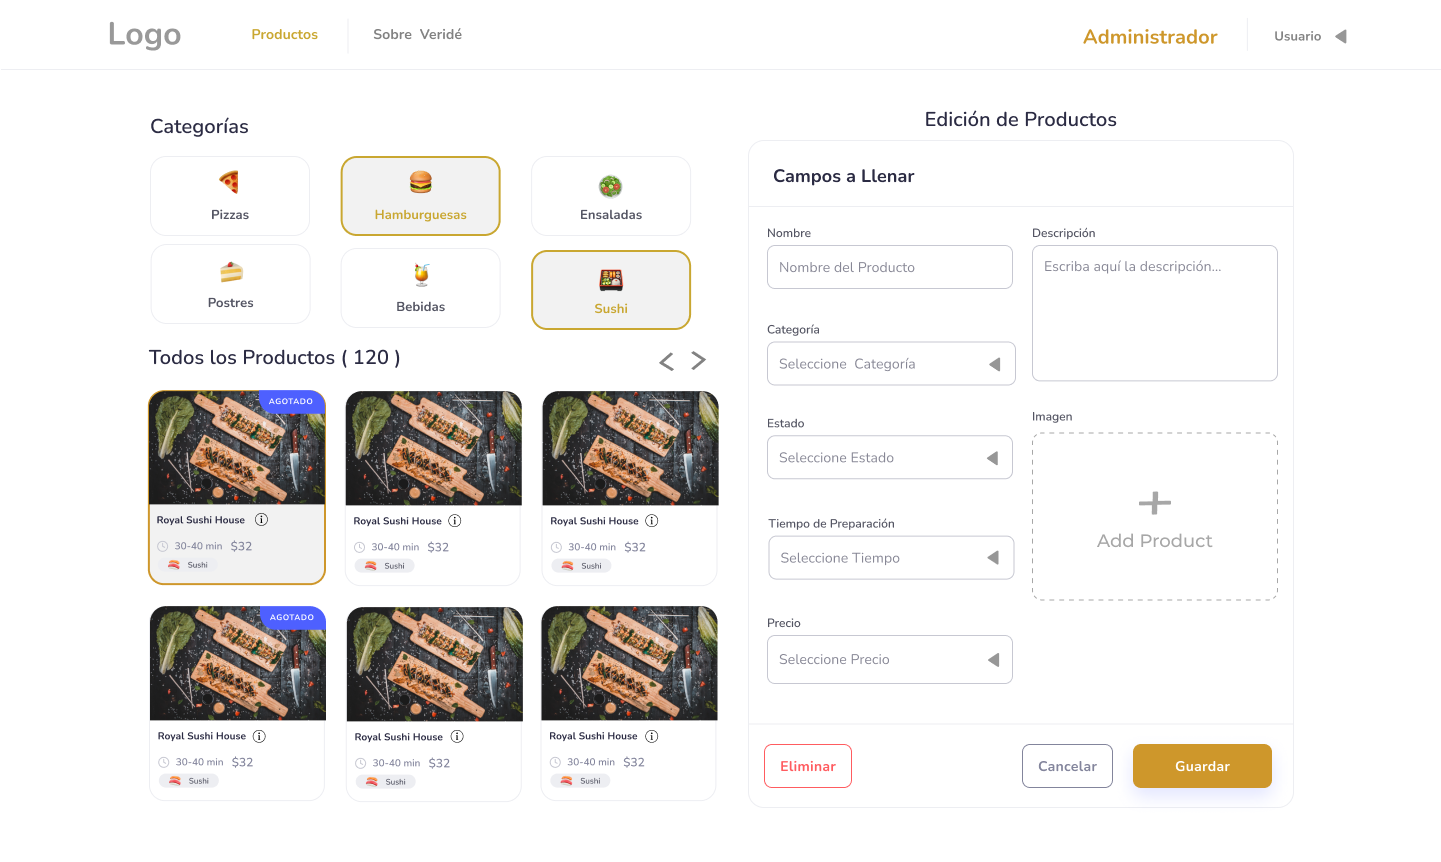 Logo
Productos
Sobre Veridé
Administrador
Usuario
Categorías
Pizzas
Hamburguesas
Ensaladas
Postres
Bebidas
Sushi
Todos los Productos ( 120 )
AGOTADO
Royal Sushi House
30-40 min $32
Sushi
Royal Sushi House
30-40 min $32
Sushi
Royal Sushi House
30-40 min $32
Sushi
AGOTADO
Royal Sushi House
30-40 min $32
Sushi
Royal Sushi House
30-40 min $32
Sushi
Royal Sushi House
30-40 min $32
Sushi
Edición de Productos
Campos a Llenar
Nombre
Nombre del Producto
Categoría
Seleccione Categoría
Estado
Seleccione Estado
Tiempo de Preparación
Seleccione Tiempo
Precio
Seleccione Precio
Descripción
Escriba aquí la descripción...
Imagen
Add Product
Eliminar
Cancelar
Guardar